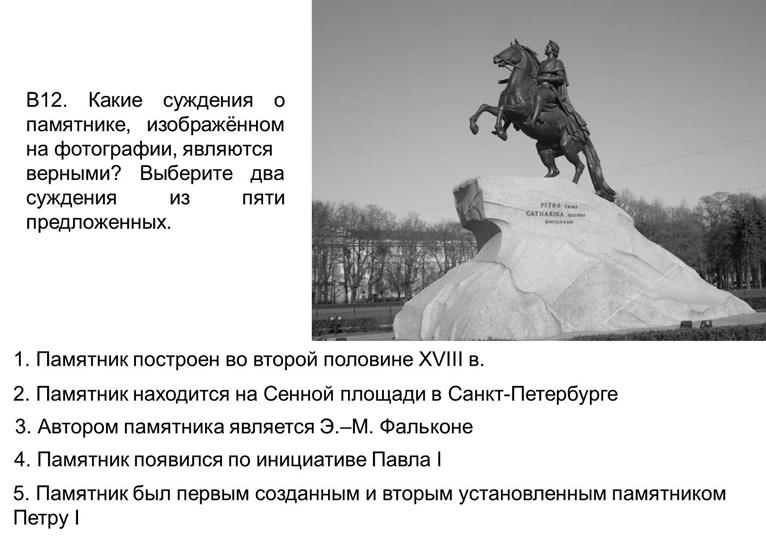 В12. Какие суждения о
памятнике, изображённом
на фотографии, являются
верными? Выберите два
суждения из пяти
предложенных.
PETRO primo
CATHARINA secunda
MDCCLXXXII
1. Памятник построен во второй половине XVIII в.
2. Памятник находится на Сенной площади в Санкт-Петербурге
3. Автором памятника является Э.–М. Фальконе
4. Памятник появился по инициативе Павла I
5. Памятник был первым созданным и вторым установленным памятником
Петру I